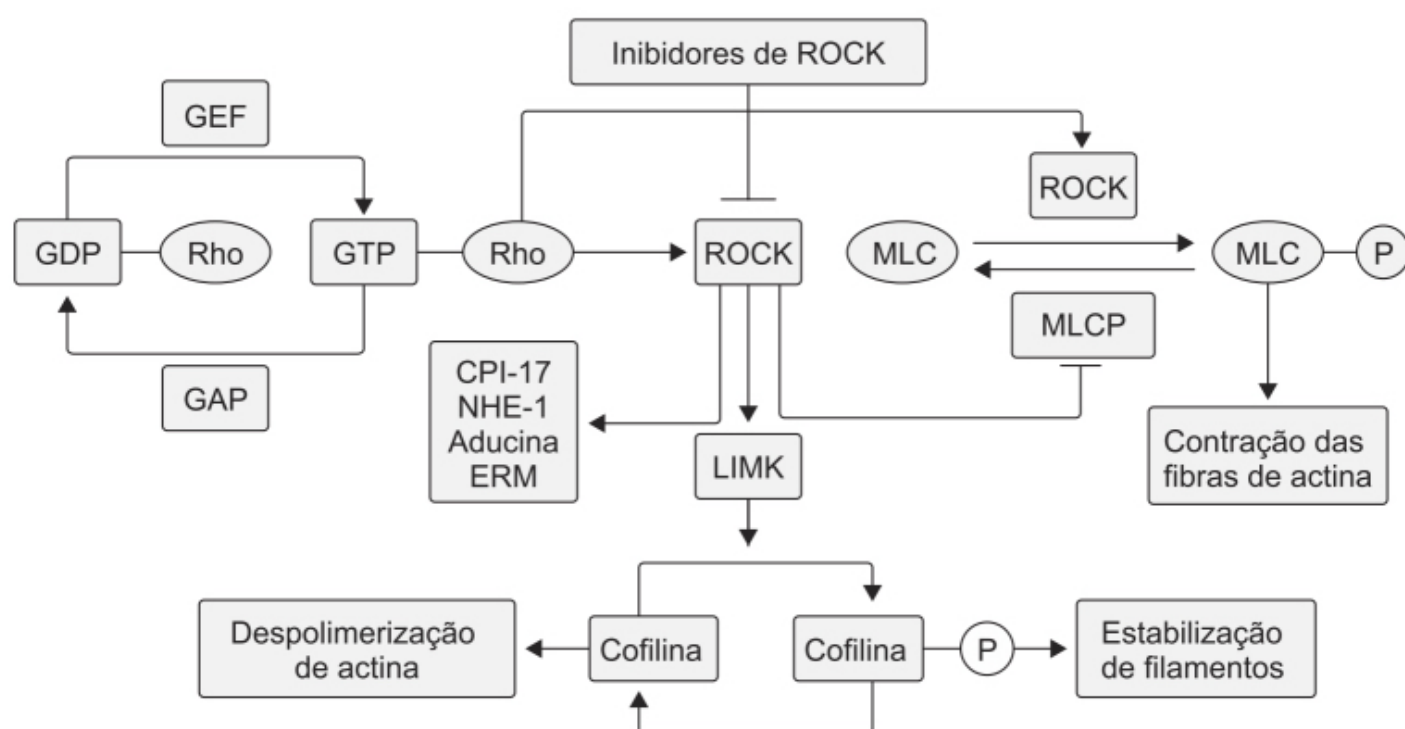 Inibidores de ROCK
GEF
ROCK
GDP
Rho
GTP
Rho
ROCK
MLC
MLC
P
MLCP
GAP
CPI-17
NHE-1
Aducina
ERM
LIMK
Contração das
fibras de actina
Despolimerização
de actina
Cofilina
Cofilina
P
Estabilização
de filamentos